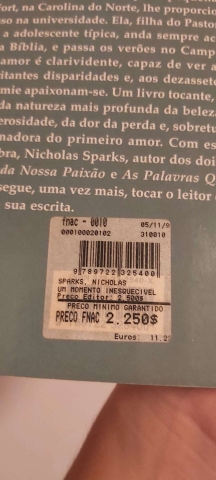 fort, na Carolina do Norte, lhe proporcio
so na universidade. Ela, filha do Pastor
a adolescente típica, anda sempre ac
Bíblia, e passa os verões no Camp
amor é clarividente, capaz de ver a
itantes disparidades e, aos dezasset
mie apaixonam-se. Um livro tocante,
a natureza mais profunda da beleza
erosidade, da dor da perda e, sobretu
nadora do primeiro amor. Com es
bra, Nicholas Sparks, autor dos doi
da Nossa Paixão e As Palavras Q
segue, uma vez mais, tocar o leitor
sua escrita.
fnac - 0010 05/11/9
000100020102 310010
9 789722 325400
SPARKS, NICHOLAS
UM MOMENTO INESQUECIVEL
Preco Editor: 2.500$
PRECO MINIMO GARANTIDO
PRECO FNAC 2.250$
Euros: 11.2